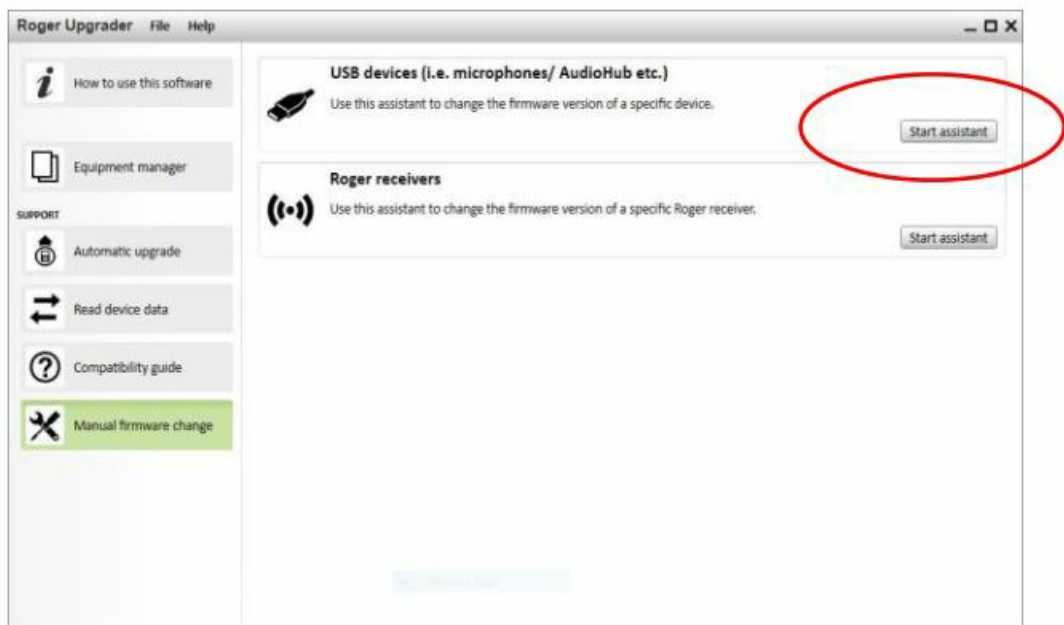 Roger Upgrader File Help
How to use this software
Equipment manager
SUPPORT
Automatic upgrade
Read device data
Compatibility guide
Manual firmware change
USB devices (i.e. microphones/ AudioHub etc.)
Use this assistant to change the firmware version of a specific device.
Start assistant
Roger receivers
Use this assistant to change the firmware version of a specific Roger receiver.
Start assistant